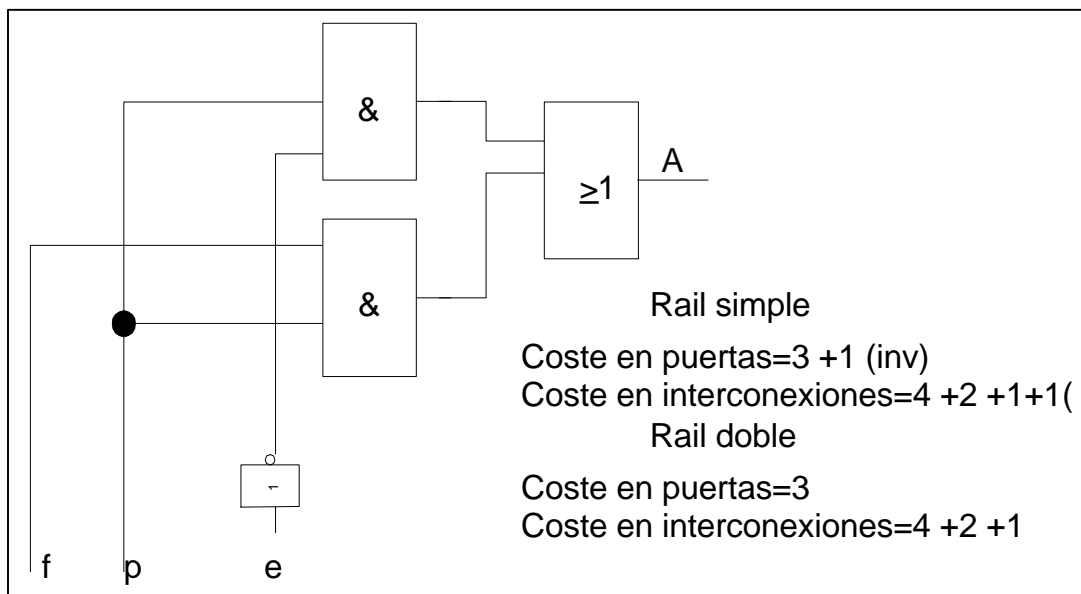 &
A
≥1
&
Rail simple
Coste en puertas=3 +1 (inv)
Coste en interconexiones=4 +2 +1+1(
Rail doble
Coste en puertas=3
Coste en interconexiones=4 +2 +1
1
f p e